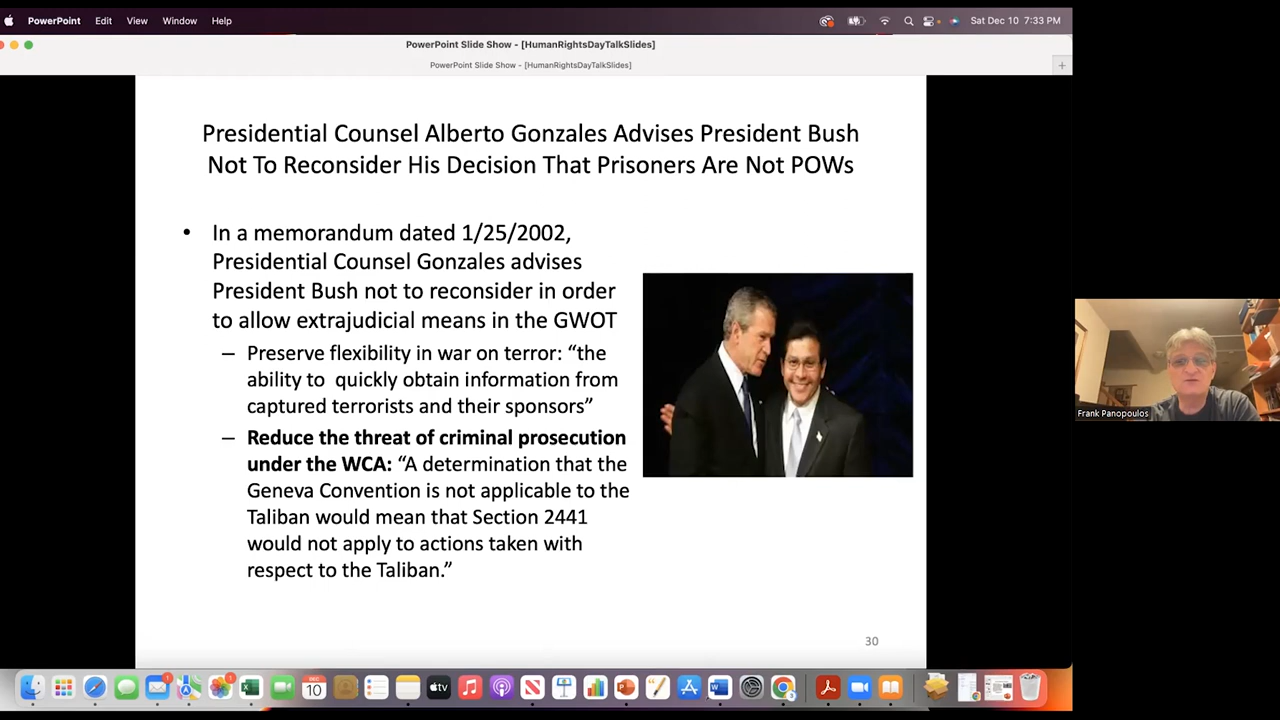 PowerPoint Edit View Window Help Sat Dec 10 7:33 PM
PowerPoint Slide Show - [HumanRightsDayTalkSlides]
PowerPoint Slide Show - [HumanRightsDayTalkSlides]
Presidential Counsel Alberto Gonzales Advises President Bush
Not To Reconsider His Decision That Prisoners Are Not POWs
• In a memorandum dated 1/25/2002,
Presidential Counsel Gonzales advises
President Bush not to reconsider in order
to allow extrajudicial means in the GWOT
– Preserve flexibility in war on terror: “the
ability to quickly obtain information from
captured terrorists and their sponsors”
– Reduce the threat of criminal prosecution
under the WCA: “A determination that the
Geneva Convention is not applicable to the
Taliban would mean that Section 2441
would not apply to actions taken with
respect to the Taliban.”
30
Frank Panopoulos
DEC
10
tv